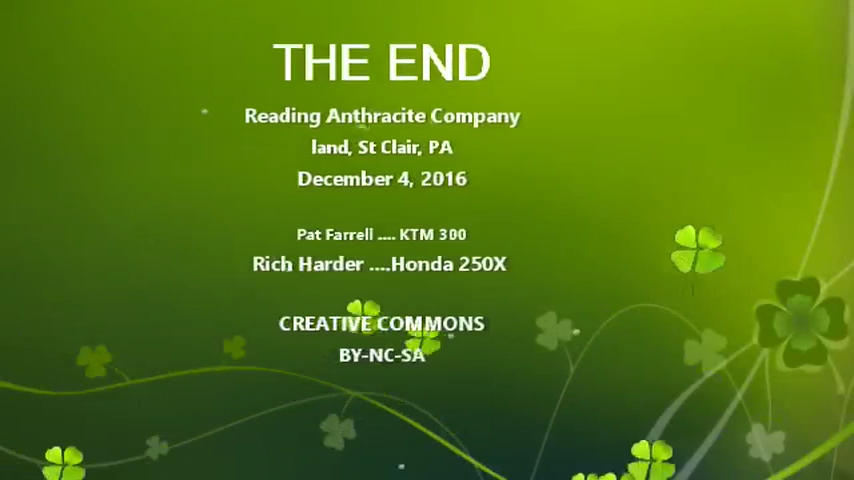 THE END
Reading Anthracite Company
land, St Clair, PA
December 4, 2016
Pat Farrell .... KTM 300
Rich Harder ....Honda 250X
CREATIVE COMMONS
BY-NC-SA